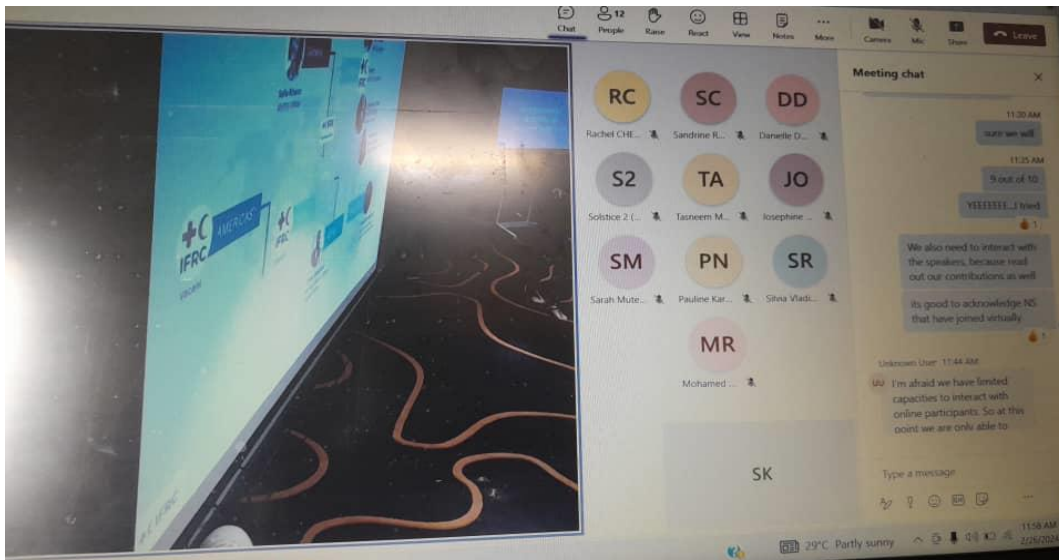 Chat
People 12
Raise
React
View
Notes
More
Camera
Mic
Share
Leave
IFRC
AMERICAS
IFRC
IFRC
RC
Rachel CHE...
SC
Sandrine R...
DD
Danielle D...
S2
Solstice 2 (...
TA
Tasneem M...
JO
Josephine ...
SM
Sarah Mute...
PN
Pauline Kar...
SR
Silvia Vladi...
MR
Mohamed ...
SK
Meeting chat
11:20 AM
sure we will
11:25 AM
9 out of 10
tried
1
We also need to interact with
the speakers, because read
out our contributions as well
its good to acknowledge NS
that have joined virtually
1
Unknown User 11:44 AM
UU
I'm afraid we have limited
capacities to interact with
online participants. So at this
point we are only able to
Type a message
29°C Partly sunny
11:58 AM